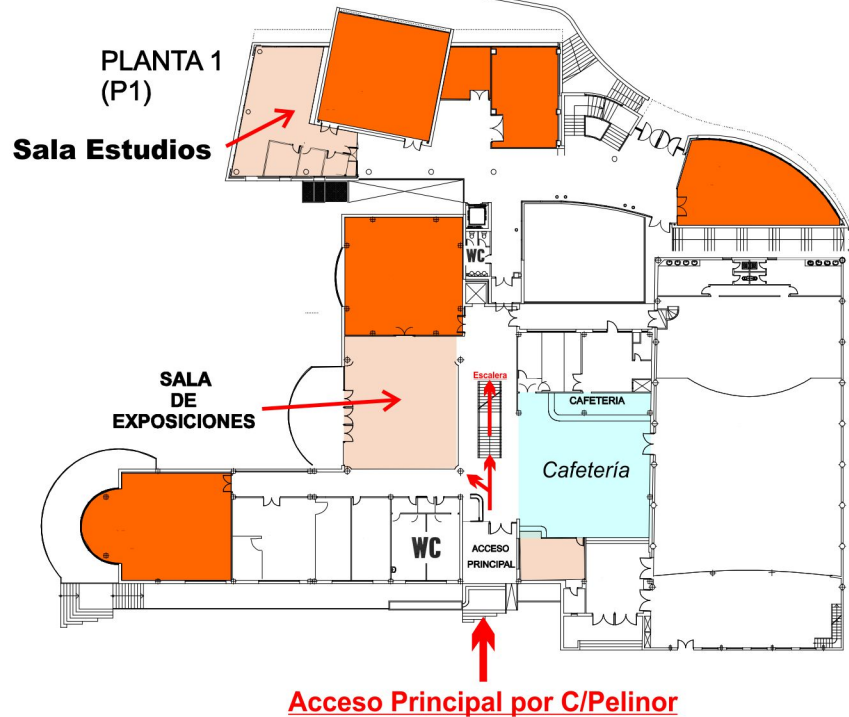 PLANTA 1
(P1)
Sala Estudios
WC
SALA
DE
EXPOSICIONES
Escalera
CAFETERIA
Cafetería
WC
ACCESO
PRINCIPAL
Acceso Principal por C/Pelinor